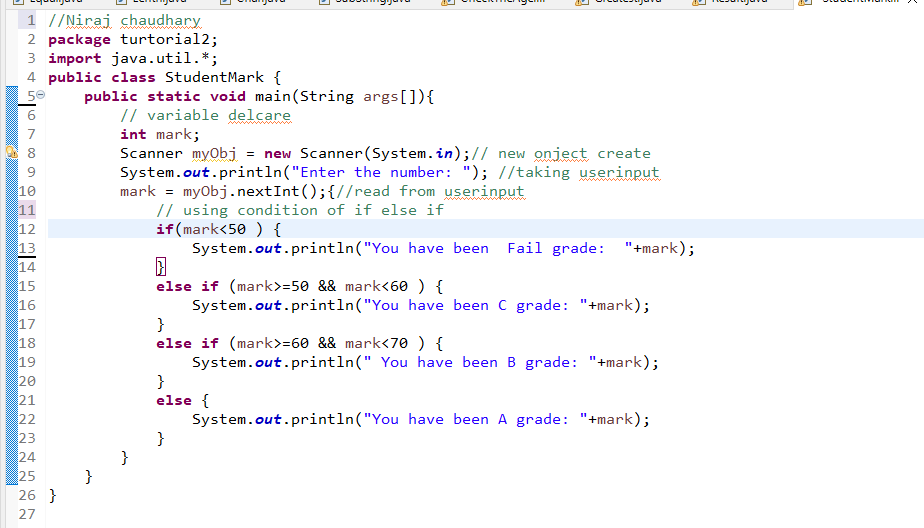 1 //Niraj chaudhary
2 package turtorial2;
3 import java.util.*;
4 public class StudentMark {
5 public static void main(String args[]){
6 // variable delcare
7 int mark;
8 Scanner myObj = new Scanner(System.in);// new onject create
9 System.out.println("Enter the number: "); //taking userinput
10 mark = myObj.nextInt();{//read from userinput
11 // using condition of if else if
12 if(mark<50 ) {
13 System.out.println("You have been  Fail grade:  "+mark);
14 }
15 else if (mark>=50 && mark<60 ) {
16 System.out.println("You have been C grade: "+mark);
17 }
18 else if (mark>=60 && mark<70 ) {
19 System.out.println(" You have been B grade: "+mark);
20 }
21 else {
22 System.out.println("You have been A grade: "+mark);
23 }
24 }
25 }
26 }
27